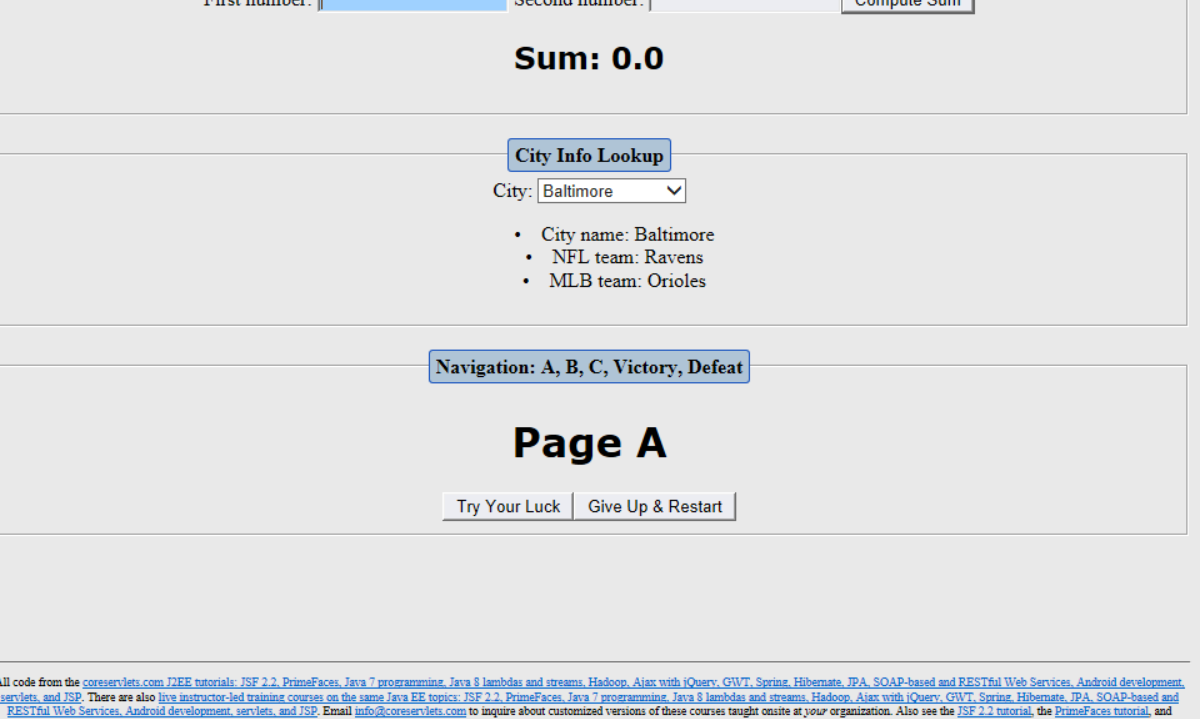 First number: Second number: Compute Sum
Sum: 0.0
City Info Lookup
City: Baltimore
• City name: Baltimore
• NFL team: Ravens
• MLB team: Orioles
Navigation: A, B, C, Victory, Defeat
Page A
Try Your Luck Give Up & Restart
All code from the coreservlets.com J2EE tutorials: JSF 2.2, PrimeFaces, Java 7 programming, Java 8 lambdas and streams, Hadoop, Ajax with jQuery, GWT, Spring, Hibernate, JPA, SOAP-based and RESTful Web Services, Android development,
servlets, and JSP. There are also live instructor-led training courses on the same Java EE topics: JSF 2.2, PrimeFaces, Java 7 programming, Java 8 lambdas and streams, Hadoop, Ajax with jQuery, GWT, Spring, Hibernate, JPA, SOAP-based and
RESTful Web Services, Android development, servlets, and JSP. Email info@coreservlets.com to inquire about customized versions of these courses taught onsite at your organization. Also see the JSF 2.2 tutorial, the PrimeFaces tutorial, and